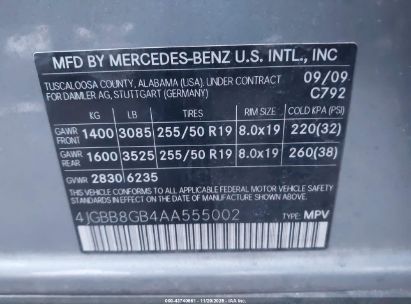 MFD BY MERCEDES-BENZ U.S. INTL., INC
TUSCALOOSA COUNTY, ALABAMA (USA). UNDER CONTRACT 09/09
FOR DAIMLER AG, STUTTGART (GERMANY) C792
KG LB TIRES RIM SIZE COLD KPA (PSI)
GAWR FRONT 1400 3085 255/50 R19 8.0x19 220(32)
GAWR REAR 1600 3525 255/50 R19 8.0x19 260(38)
GVWR 2830 6235
THIS VEHICLE CONFORMS TO ALL APPLICABLE FEDERAL MOTOR VEHICLE
SAFETY STANDARDS IN EFFECT ON THE DATE OF MANUFACTURE SHOWN ABOVE.
4JGBB8GB4AA555002 TYPE: MPV